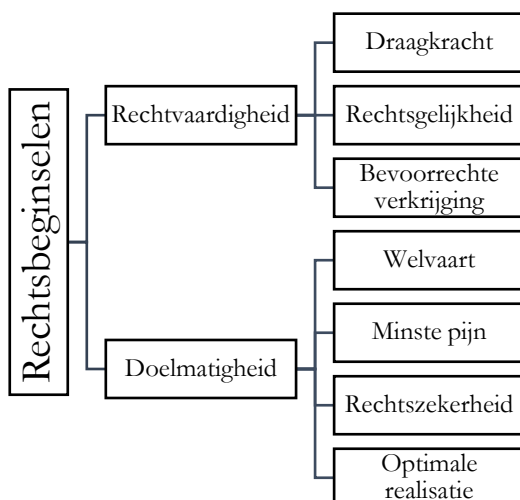 Rechtsbeginselen
Rechtvaardigheid
Draagkracht
Rechtsgelijkheid
Bevoorrechte
verkrijging
Doelmatigheid
Welvaart
Minste pijn
Rechtszekerheid
Optimale
realisatie